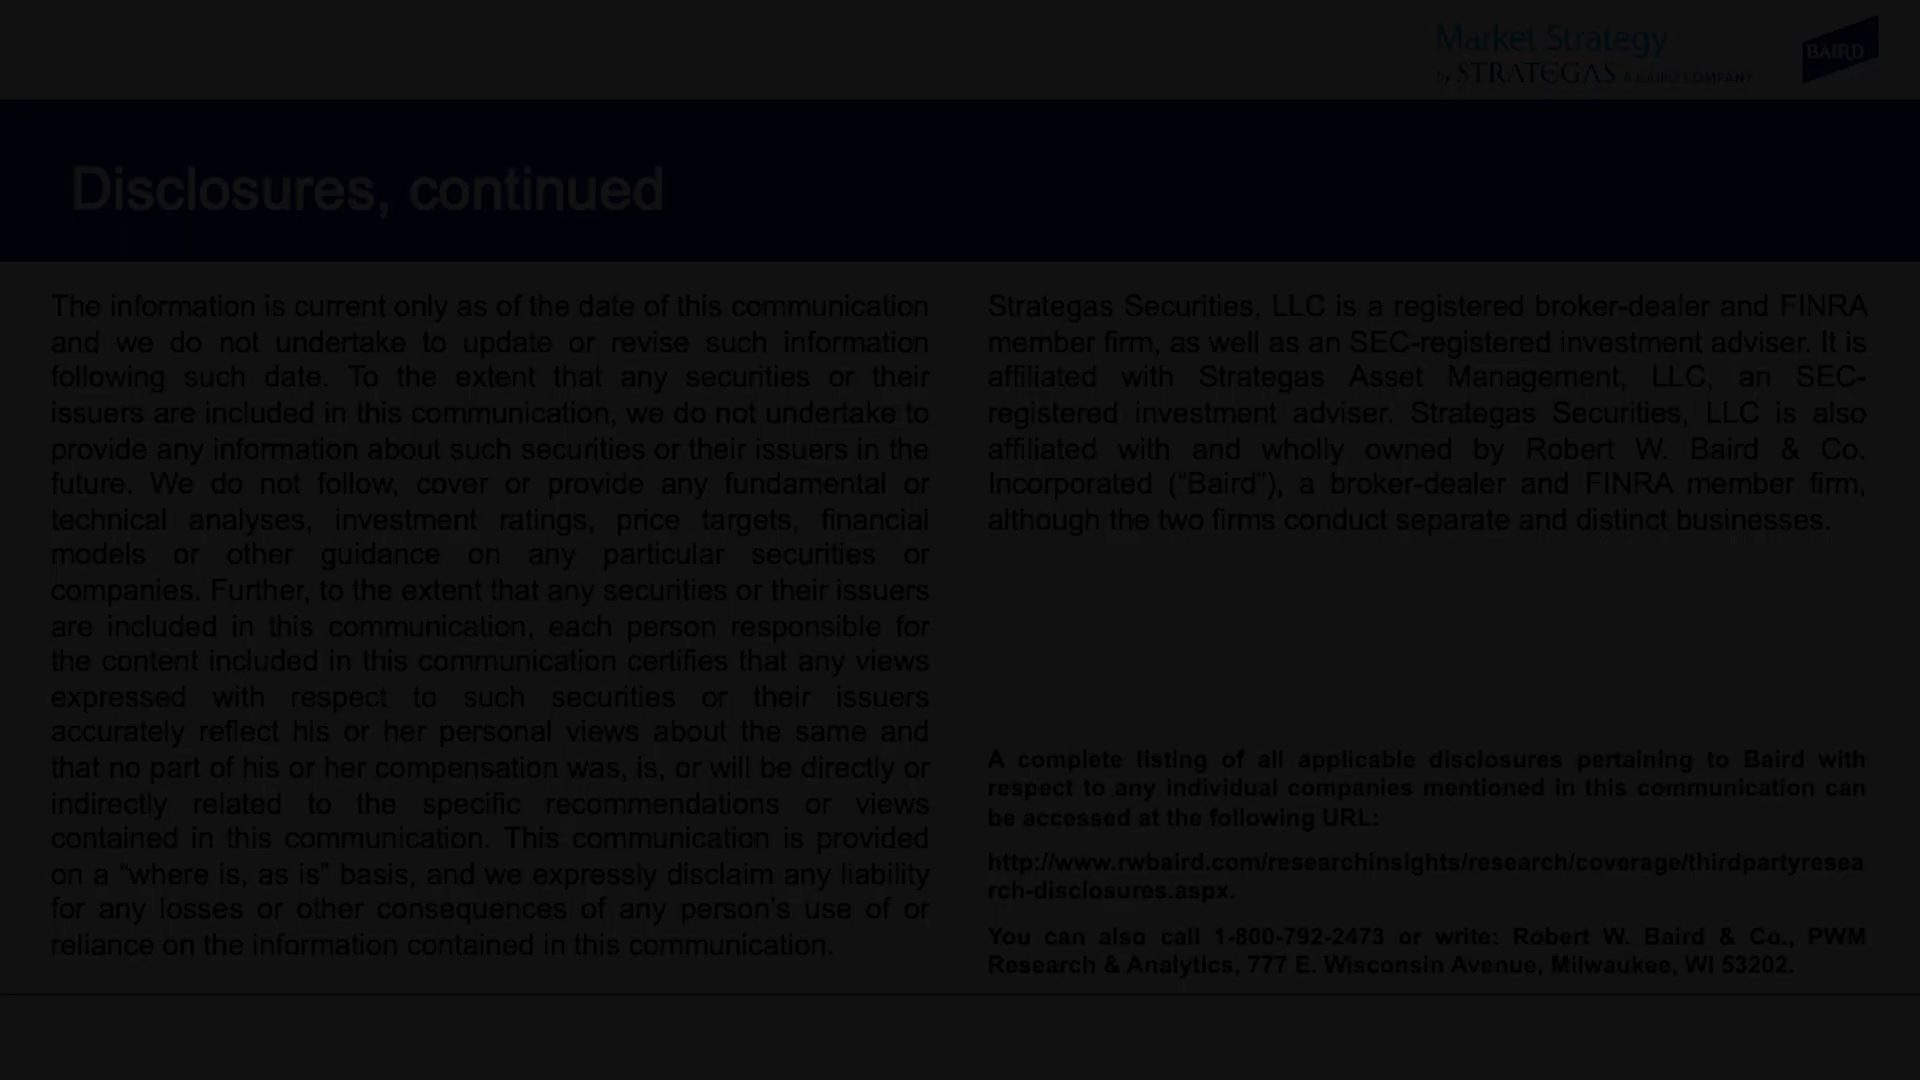 Market Strategy
by STRATEGAS A BAIRD COMPANY
BAIRD
Disclosures, continued
The information is current only as of the date of this communication
and we do not undertake to update or revise such information
following such date. To the extent that any securities or their
issuers are included in this communication, we do not undertake to
provide any information about such securities or their issuers in the
future. We do not follow, cover or provide any fundamental or
technical analyses, investment ratings, price targets, financial
models or other guidance on any particular securities or
companies. Further, to the extent that any securities or their issuers
are included in this communication, each person responsible for
the content included in this communication certifies that any views
expressed with respect to such securities or their issuers
accurately reflect his or her personal views about the same and
that no part of his or her compensation was, is, or will be directly or
indirectly related to the specific recommendations or views
contained in this communication. This communication is provided
on a “where is, as is” basis, and we expressly disclaim any liability
for any losses or other consequences of any person’s use of or
reliance on the information contained in this communication.
Strategas Securities, LLC is a registered broker-dealer and FINRA
member firm, as well as an SEC-registered investment adviser. It is
affiliated with Strategas Asset Management, LLC, an SEC-
registered investment adviser. Strategas Securities, LLC is also
affiliated with and wholly owned by Robert W. Baird & Co.
Incorporated (“Baird”), a broker-dealer and FINRA member firm,
although the two firms conduct separate and distinct businesses.
A complete listing of all applicable disclosures pertaining to Baird with
respect to any individual companies mentioned in this communication can
be accessed at the following URL:
http://www.rwbaird.com/researchinsights/research/coverage/thirdpartyresea
rch-disclosures.aspx.
You can also call 1-800-792-2473 or write: Robert W. Baird & Co., PWM
Research & Analytics, 777 E. Wisconsin Avenue, Milwaukee, WI 53202.